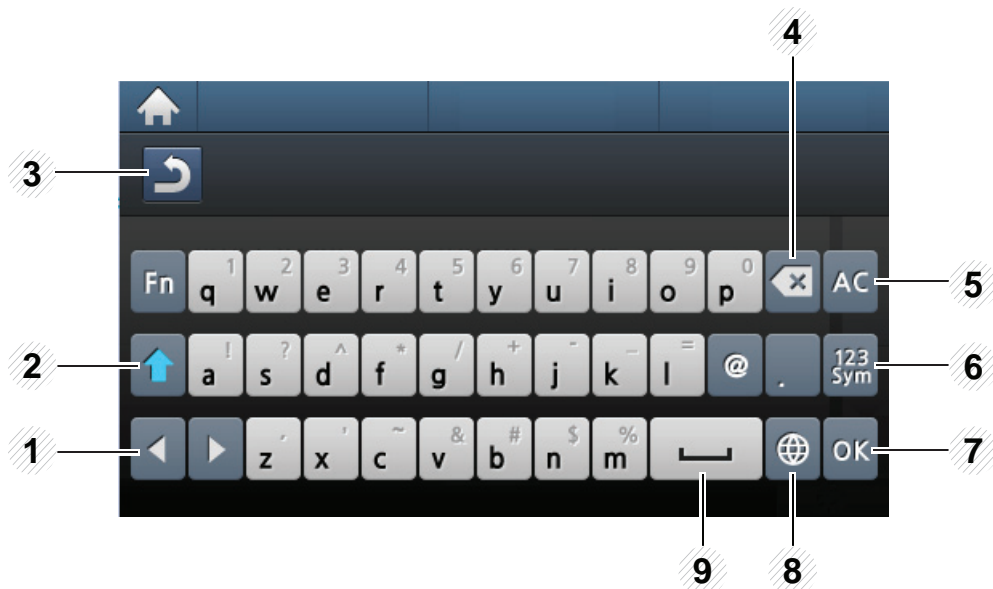 4
3
Fn 1 q 2 w 3 e 4 r 5 t 6 y 7 u 8 i 9 o 0 p × AC 5
2 ! a ? s ^ d * f / g + h - j _ k = l @ . 123 Sym 6
1 ´ z ' x ~ c & v # b $ n % m OK 7
9 8